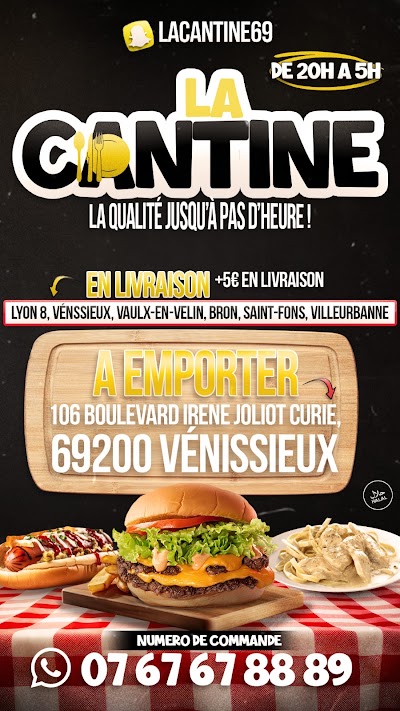 LACANTINE69
DE 20H A 5H
LA
CANTINE
LA QUALITÉ JUSQU'À PAS D'HEURE !
EN LIVRAISON +5€ EN LIVRAISON
LYON 8, VÉNSSIEUX, VAULX-EN-VELIN, BRON, SAINT-FONS, VILLEURBANNE
A EMPORTER
106 BOULEVARD IRENE JOLIOT CURIE,
69200 VÉNISSIEUX
HALAL
NUMERO DE COMMANDE
07 67 67 88 89